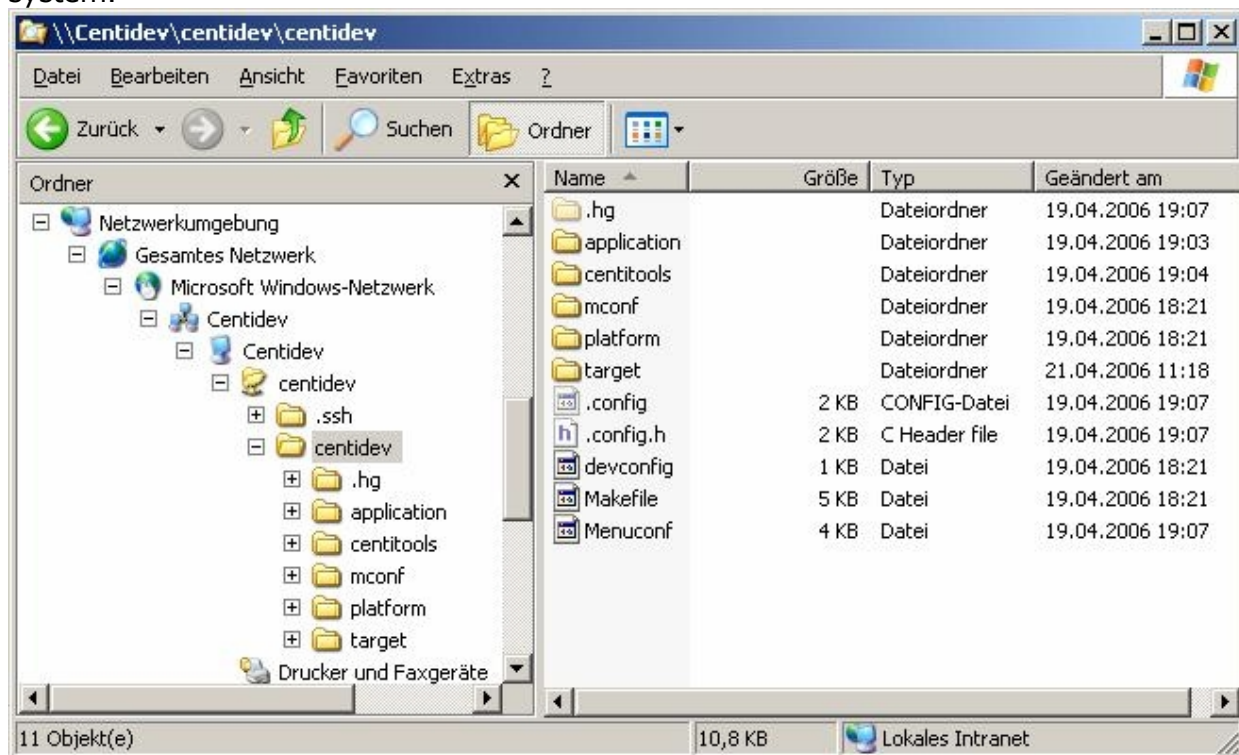 system.
\\Centidev\centidev\centidev
Datei Bearbeiten Ansicht Favoriten Extras ?
Zurück Suchen Ordner
Ordner x
Netzwerkumgebung
Gesamtes Netzwerk
Microsoft Windows-Netzwerk
Centidev
Centidev
centidev
.ssh
centidev
.hg
application
centitools
mconf
platform
target
Drucker und Faxgeräte
Name Größe Typ Geändert am
.hg Dateiordner 19.04.2006 19:07
application Dateiordner 19.04.2006 19:03
centitools Dateiordner 19.04.2006 19:04
mconf Dateiordner 19.04.2006 18:21
platform Dateiordner 19.04.2006 18:21
target Dateiordner 21.04.2006 11:18
.config 2 KB CONFIG-Datei 19.04.2006 19:07
.config.h 2 KB C Header file 19.04.2006 19:07
devconfig 1 KB Datei 19.04.2006 18:21
Makefile 5 KB Datei 19.04.2006 18:21
Menuconf 4 KB Datei 19.04.2006 19:07
11 Objekt(e) 10,8 KB Lokales Intranet